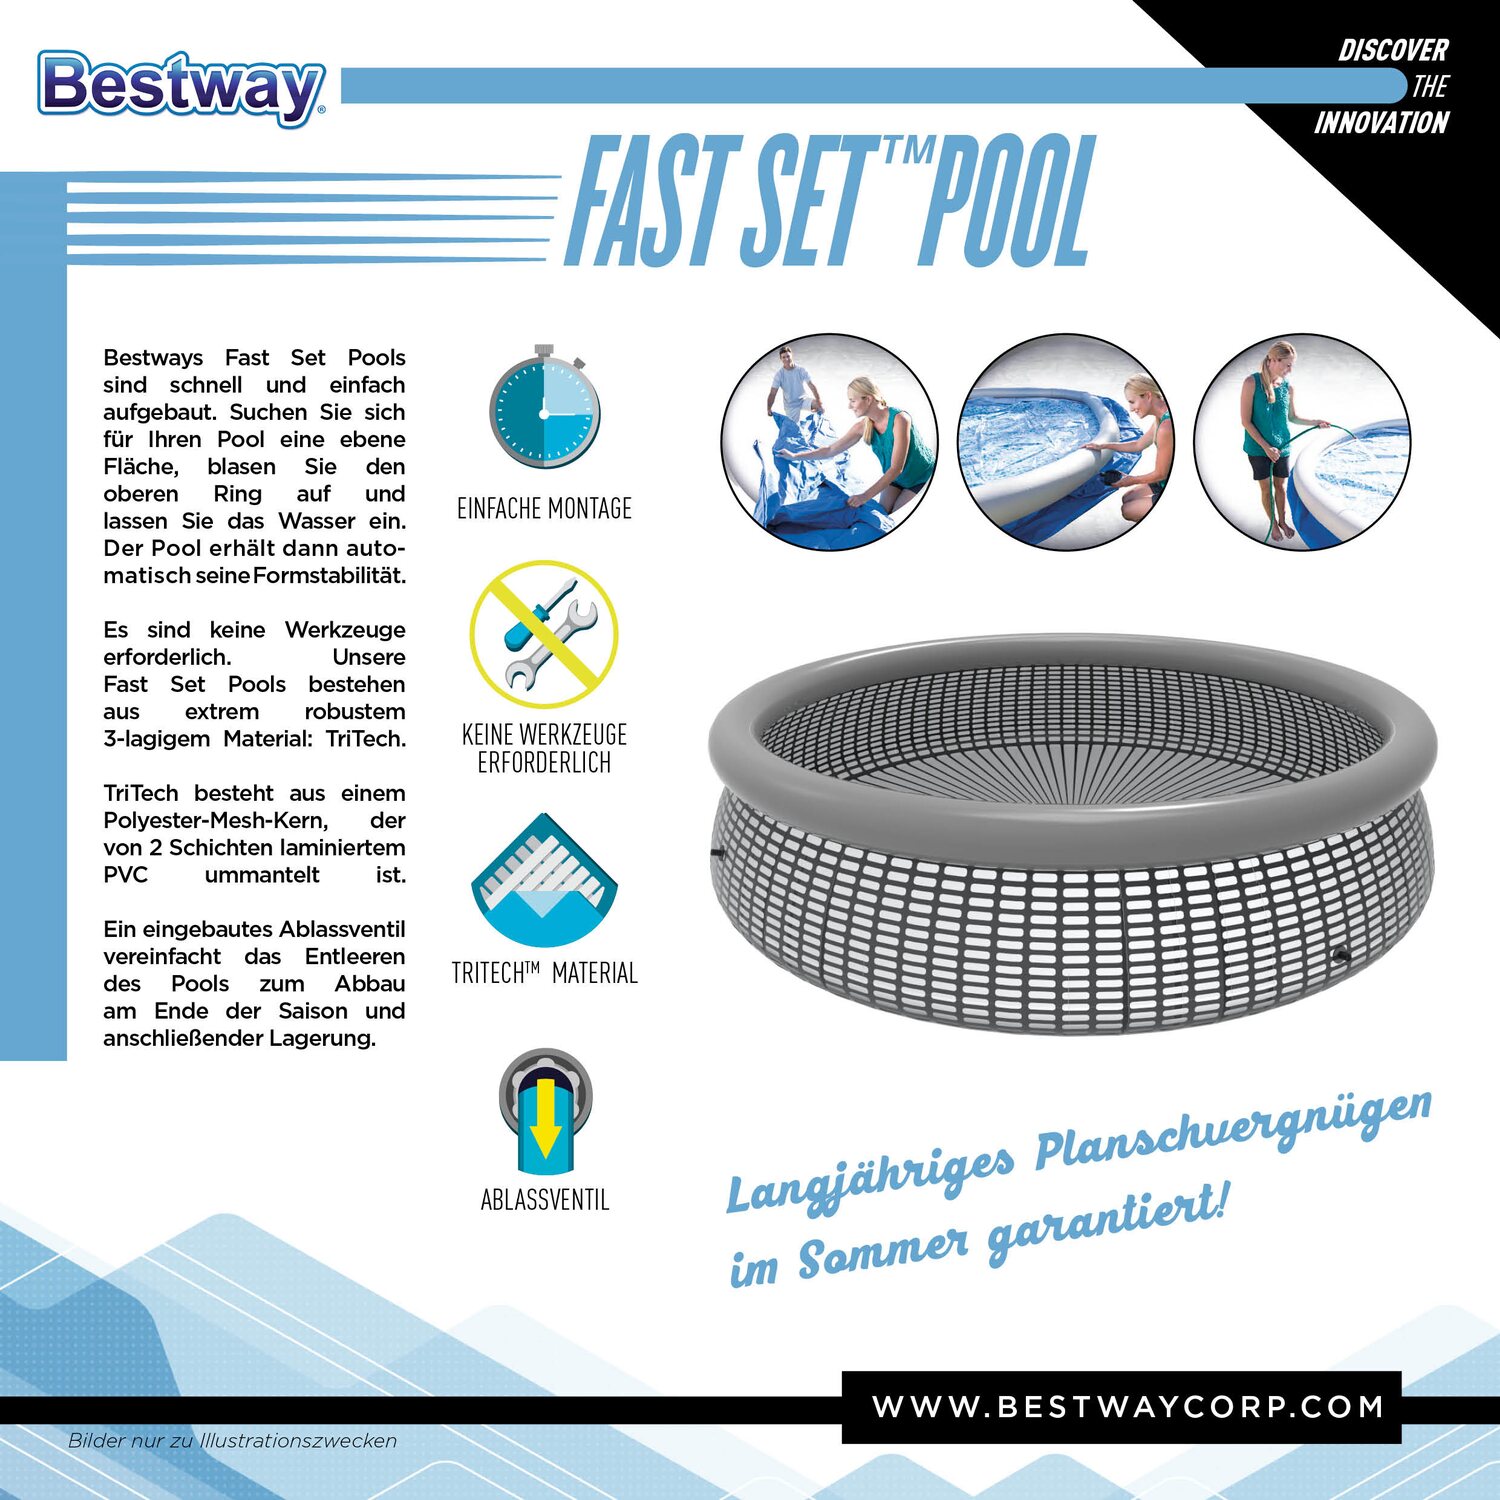 Bestway®
DISCOVER
THE
INNOVATION
FAST SET™ POOL
Bestways Fast Set Pools
sind schnell und einfach
aufgebaut. Suchen Sie sich
für Ihren Pool eine ebene
Fläche, blasen Sie den
oberen Ring auf und
lassen Sie das Wasser ein.
Der Pool erhält dann auto-
matisch seine Formstabilität.
Es sind keine Werkzeuge
erforderlich. Unsere
Fast Set Pools bestehen
aus extrem robustem
3-lagigem Material: TriTech.
TriTech besteht aus einem
Polyester-Mesh-Kern, der
von 2 Schichten laminiertem
PVC ummantelt ist.
Ein eingebautes Ablassventil
vereinfacht das Entleeren
des Pools zum Abbau
am Ende der Saison und
anschließender Lagerung.
EINFACHE MONTAGE
KEINE WERKZEUGE
ERFORDERLICH
TRITECH™ MATERIAL
ABLASSVENTIL
Langjähriges Planschvergnügen
im Sommer garantiert!
WWW.BESTWAYCORP.COM
Bilder nur zu Illustrationszwecken